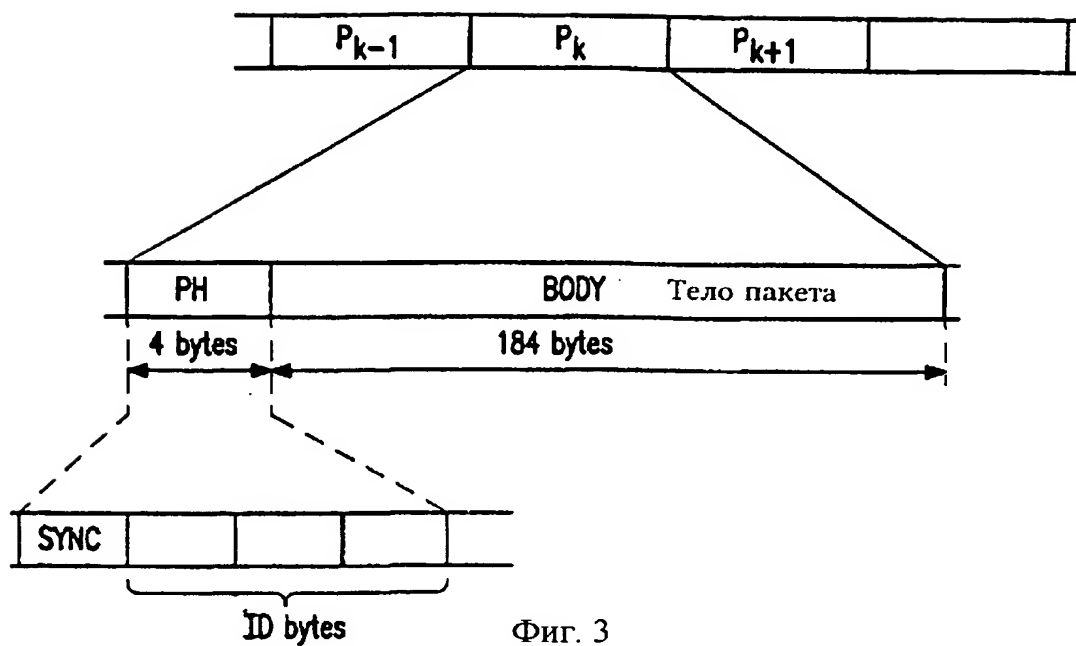 P_{k-1} P_k P_{k+1}
PH BODY Тело пакета
4 bytes 184 bytes
SYNC
ID bytes
Фиг. 3